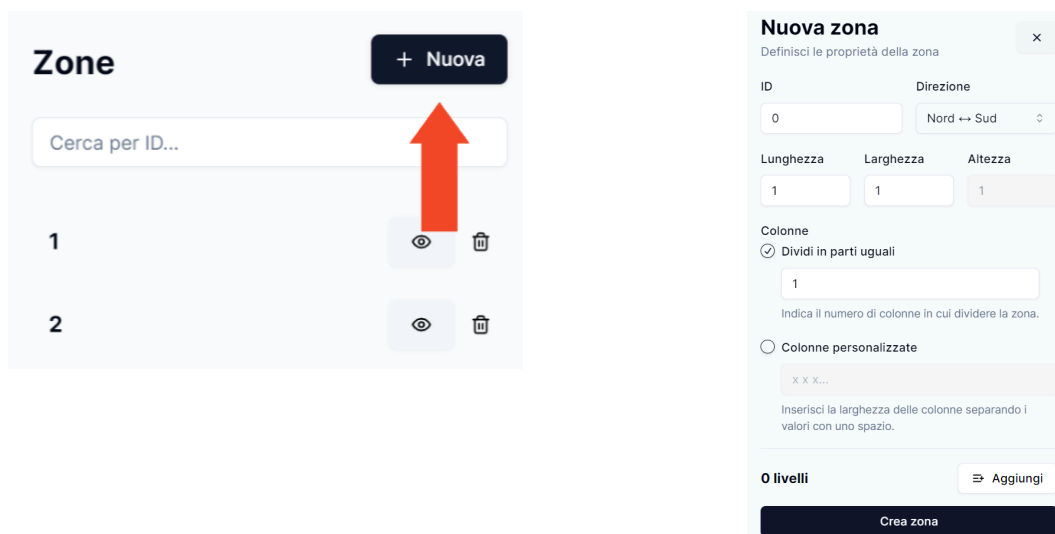 Zone
+ Nuova
Cerca per ID...
1
2
Nuova zona
Definisci le proprietà della zona
ID
Direzione
0
Nord ↔ Sud
Lunghezza
Larghezza
Altezza
1
1
1
Colonne
Dividi in parti uguali
1
Indica il numero di colonne in cui dividere la zona.
Colonne personalizzate
x x x...
Inserisci la larghezza delle colonne separando i
valori con uno spazio.
0 livelli
Aggiungi
Crea zona